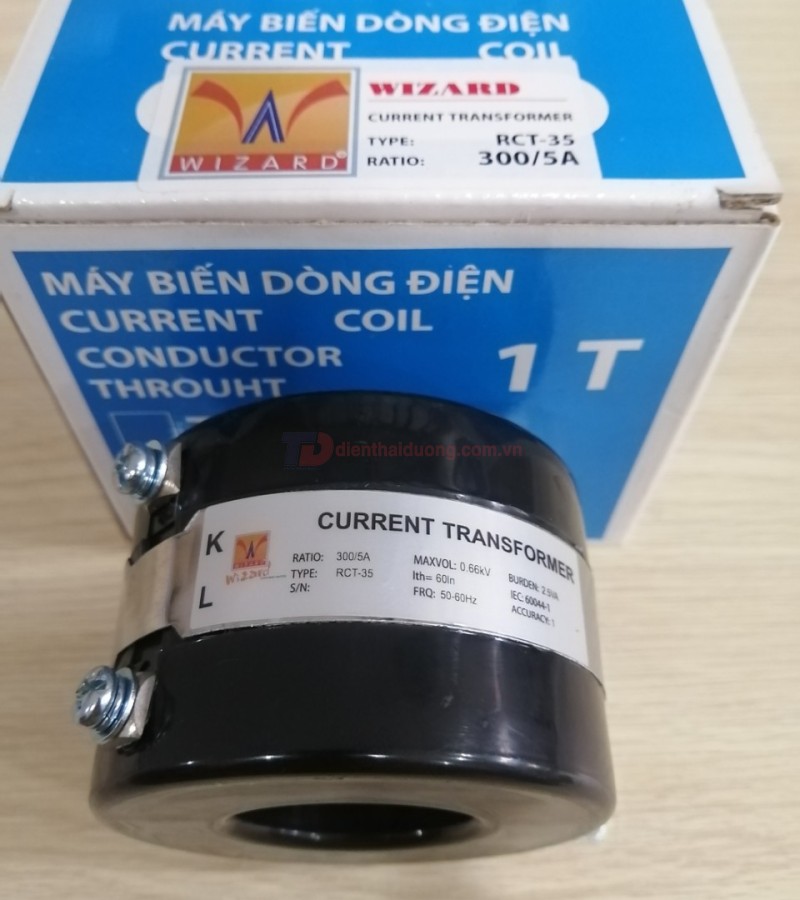 MÁY BIẾN DÒNG ĐIỆN
CURRENT COIL
WIZARD
CURRENT TRANSFORMER
TYPE: RCT-35
RATIO: 300/5A
WIZARD®
MÁY BIẾN DÒNG ĐIỆN
CURRENT COIL
CONDUCTOR
THROUHT
1 T
TD dienthaiduong.com.vn
CURRENT TRANSFORMER
K
L
Wizard
RATIO: 300/5A
TYPE: RCT-35
S/N:
MAXVOL: 0.66kV
Ith= 60In
FRQ: 50-60Hz
BURDEN: 2.5VA
IEC: 60044-1
ACCURACY: 1